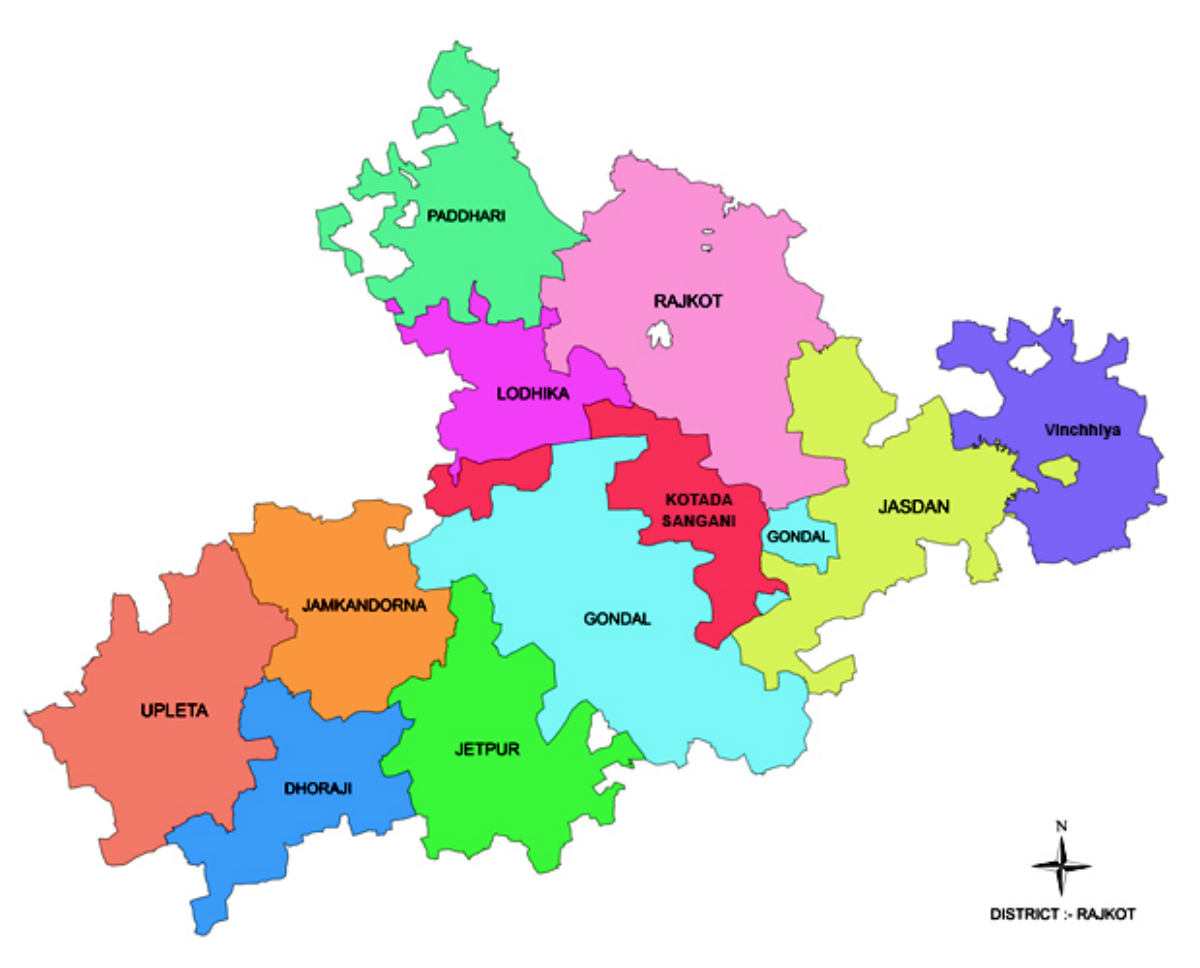 PADDHARI
RAJKOT
LODHIKA
Vinchhiya
KOTADA
SANGANI
JASDAN
GONDAL
JAMKANDORNA
GONDAL
UPLETA
JETPUR
DHORAJI
N
DISTRICT :- RAJKOT